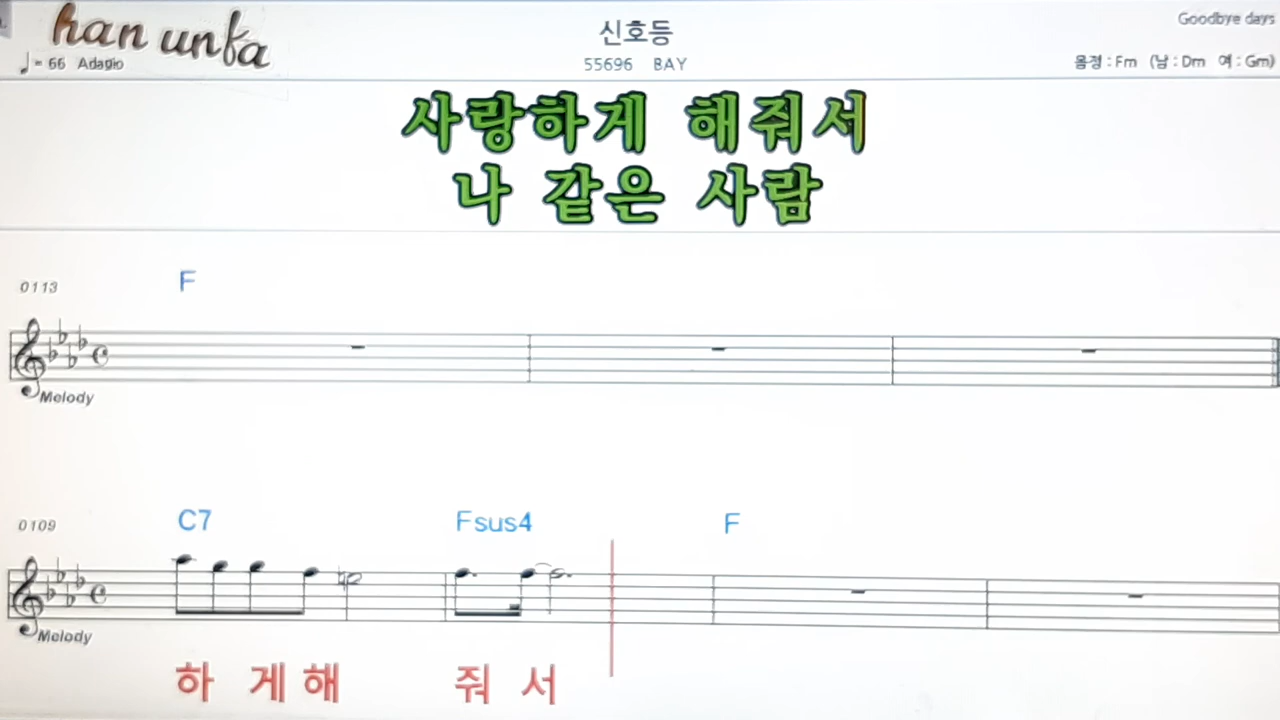 han unfa
신호등
Goodbye days
♩= 66 Adagio
55696 BAY
음정 : Fm (남 : Dm 여 : Gm)
사랑하게 해줘서
나 같은 사람
0113
F
Melody
0109
C7 Fsus4 F
Melody
하 게 해 줘 서